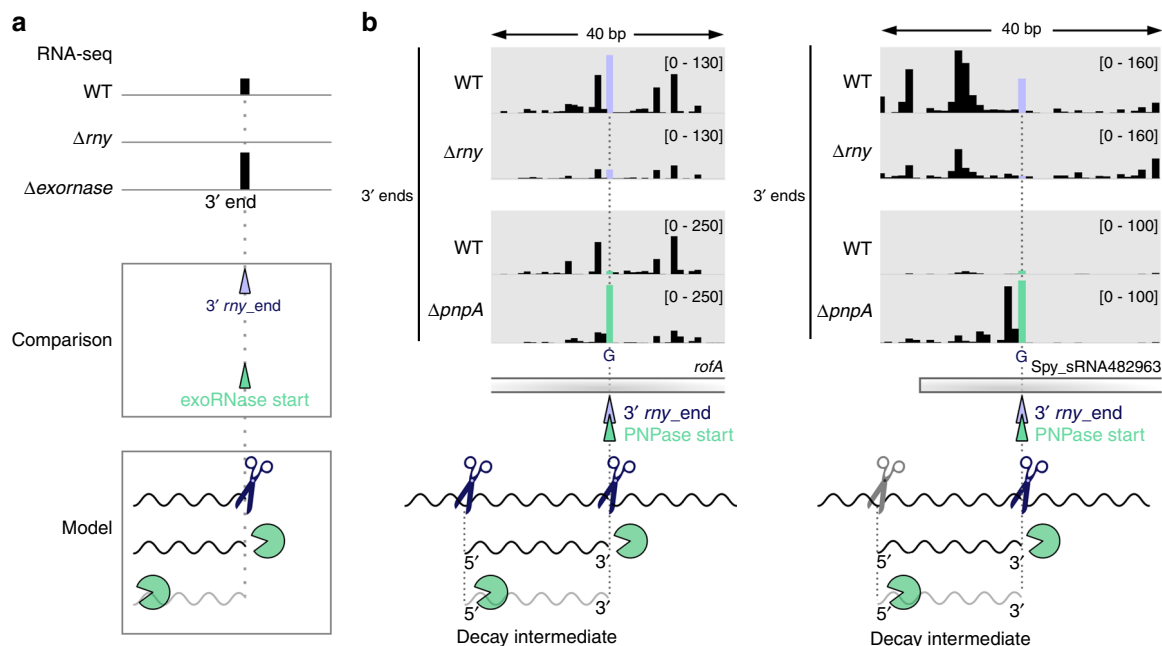 a
RNA-seq
WT
Δrny
Δexornase
3′ end
Comparison
3′ rny_end
exoRNase start
Model
b
40 bp
3′ ends
WT
[0 - 130]
Δrny
[0 - 130]
WT
[0 - 250]
ΔpnpA
[0 - 250]
G
rofA
3′ rny_end
PNPase start
5′
3′
5′
3′
Decay intermediate
40 bp
3′ ends
WT
[0 - 160]
Δrny
[0 - 160]
WT
[0 - 100]
ΔpnpA
[0 - 100]
G
Spy_sRNA482963
3′ rny_end
PNPase start
5′
3′
5′
3′
Decay intermediate